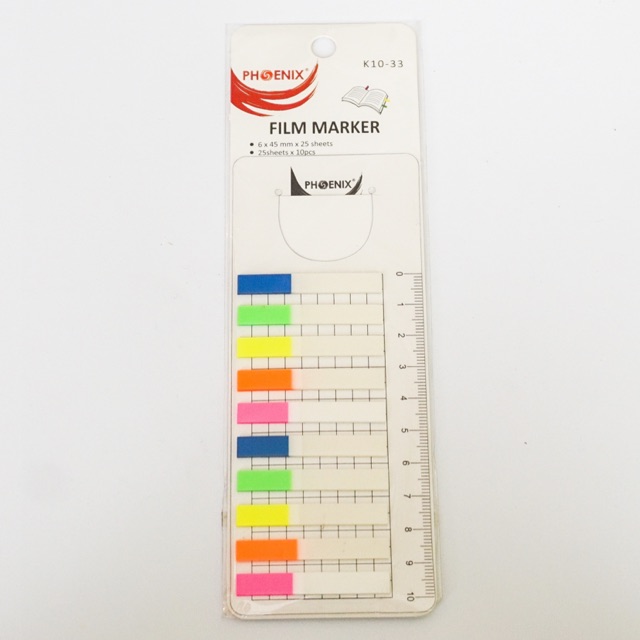 PHOENIX®
K10-33
FILM MARKER
• 6 x 45 mm x 25 sheets
• 25sheets x 10pcs
PHOENIX
0
1
2
3
4
5
6
7
8
9
10